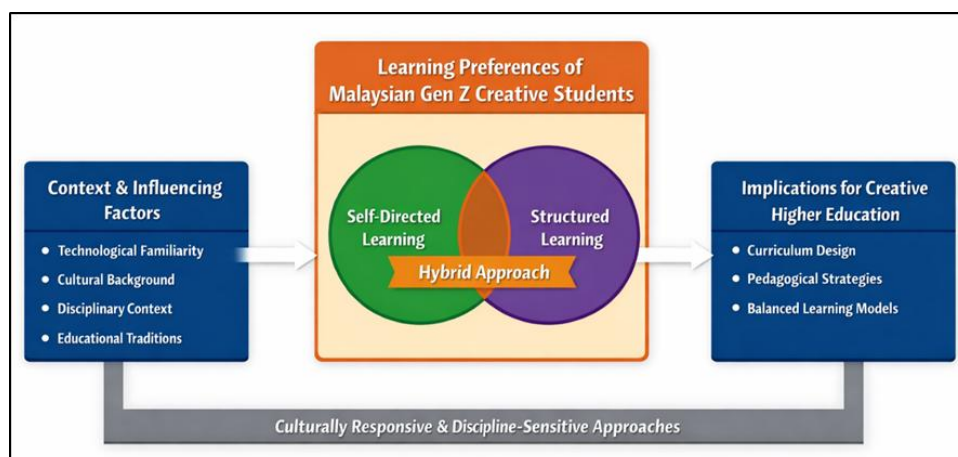 Learning Preferences of
Malaysian Gen Z Creative Students
Context & Influencing
Factors
• Technological Familiarity
• Cultural Background
• Disciplinary Context
• Educational Traditions
Self-Directed
Learning
Structured
Learning
Hybrid Approach
Implications for Creative
Higher Education
• Curriculum Design
• Pedagogical Strategies
• Balanced Learning Models
Culturally Responsive & Discipline-Sensitive Approaches